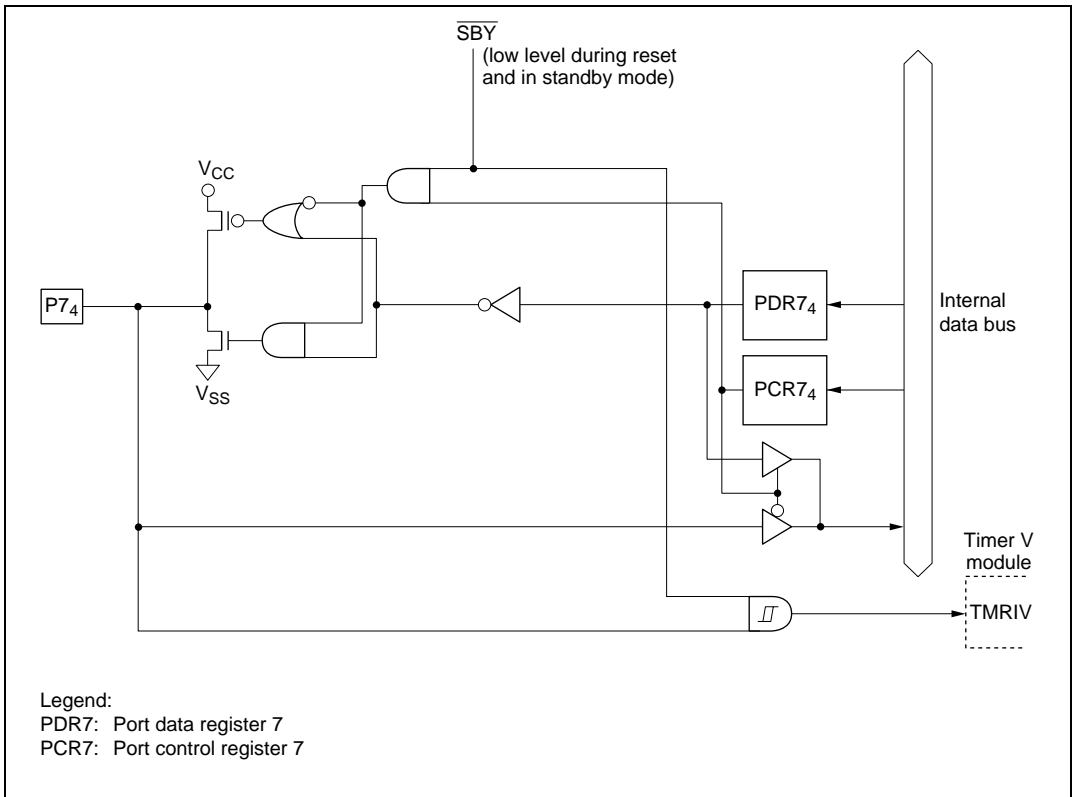 SBY
(low level during reset
and in standby mode)
VCC
P74
VSS
PDR74
PCR74
Internal
data bus
Timer V
module
TMRIV
Legend:
PDR7: Port data register 7
PCR7: Port control register 7